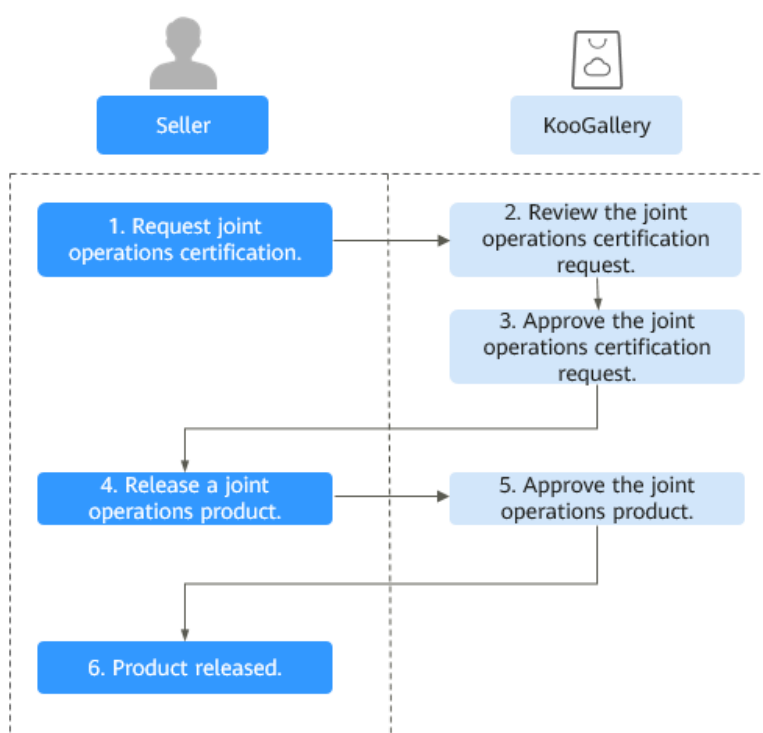 Seller
KooGallery
1. Request joint
operations certification.
2. Review the joint
operations certification
request.
3. Approve the joint
operations certification
request.
4. Release a joint
operations product.
5. Approve the joint
operations product.
6. Product released.